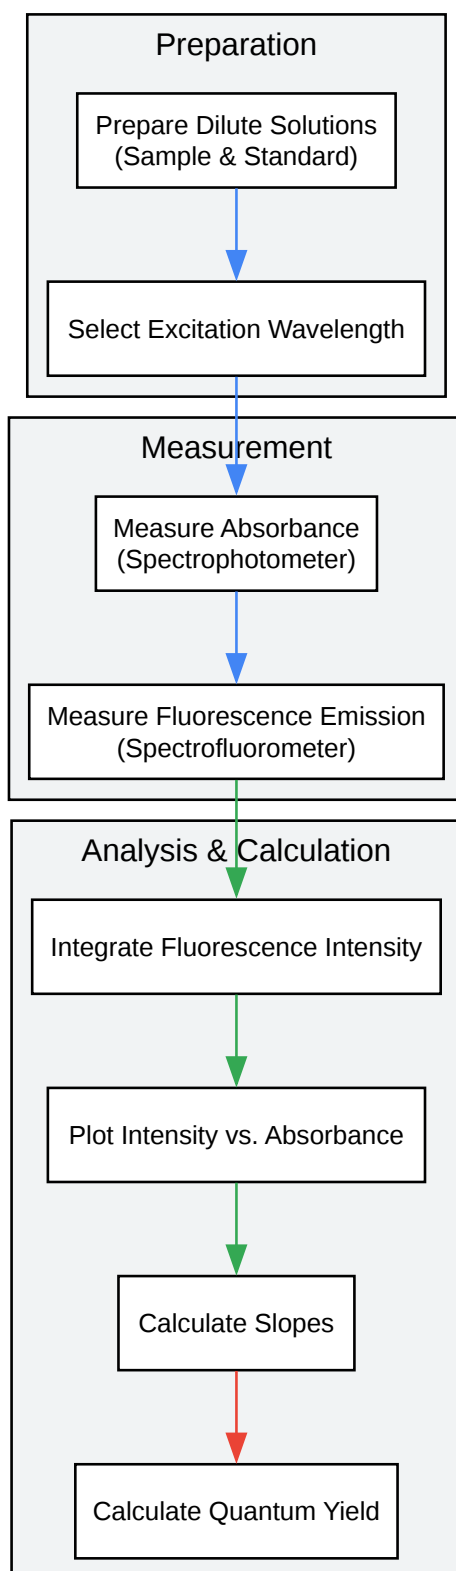 Preparation
Prepare Dilute Solutions
(Sample & Standard)
Select Excitation Wavelength
Measurement
Measure Absorbance
(Spectrophotometer)
Measure Fluorescence Emission
(Spectrofluorometer)
Analysis & Calculation
Integrate Fluorescence Intensity
Plot Intensity vs. Absorbance
Calculate Slopes
Calculate Quantum Yield